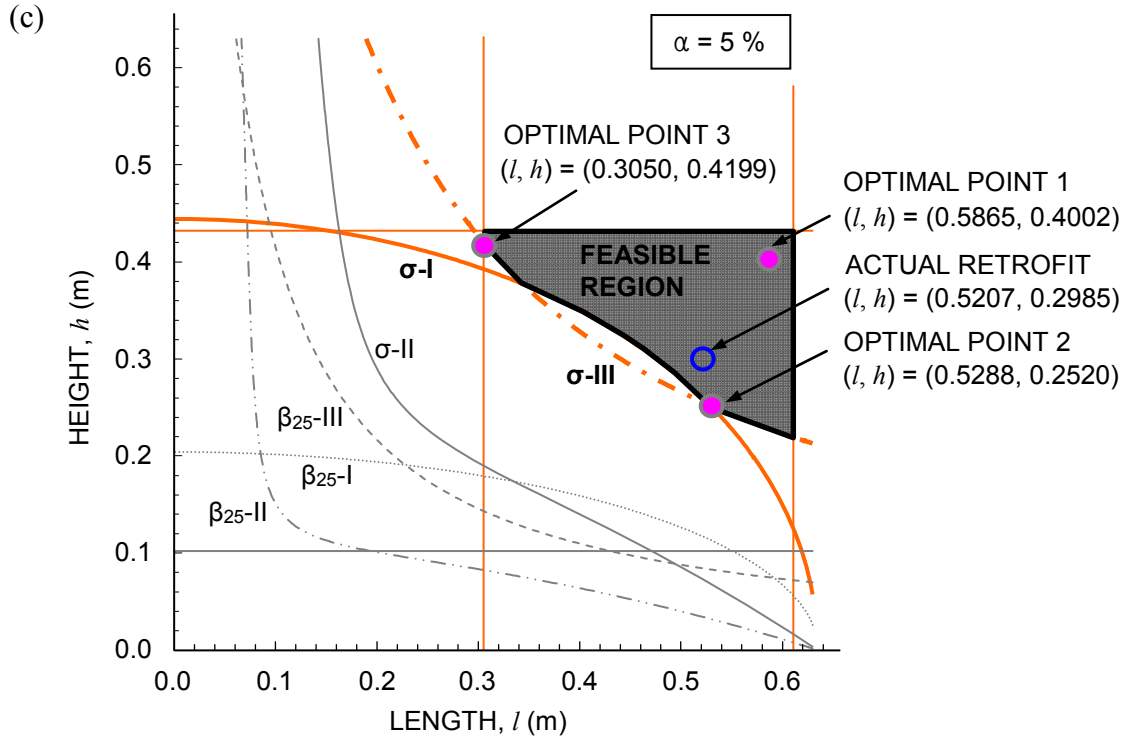 (c)
α = 5 %
0.6
0.5
0.4
0.3
0.2
0.1
0.0
HEIGHT, h (m)
OPTIMAL POINT 3
(l, h) = (0.3050, 0.4199)
OPTIMAL POINT 1
(l, h) = (0.5865, 0.4002)
ACTUAL RETROFIT
(l, h) = (0.5207, 0.2985)
OPTIMAL POINT 2
(l, h) = (0.5288, 0.2520)
FEASIBLE
REGION
σ-I
σ-II
σ-III
β25-III
β25-I
β25-II
0.0 0.1 0.2 0.3 0.4 0.5 0.6
LENGTH, l (m)